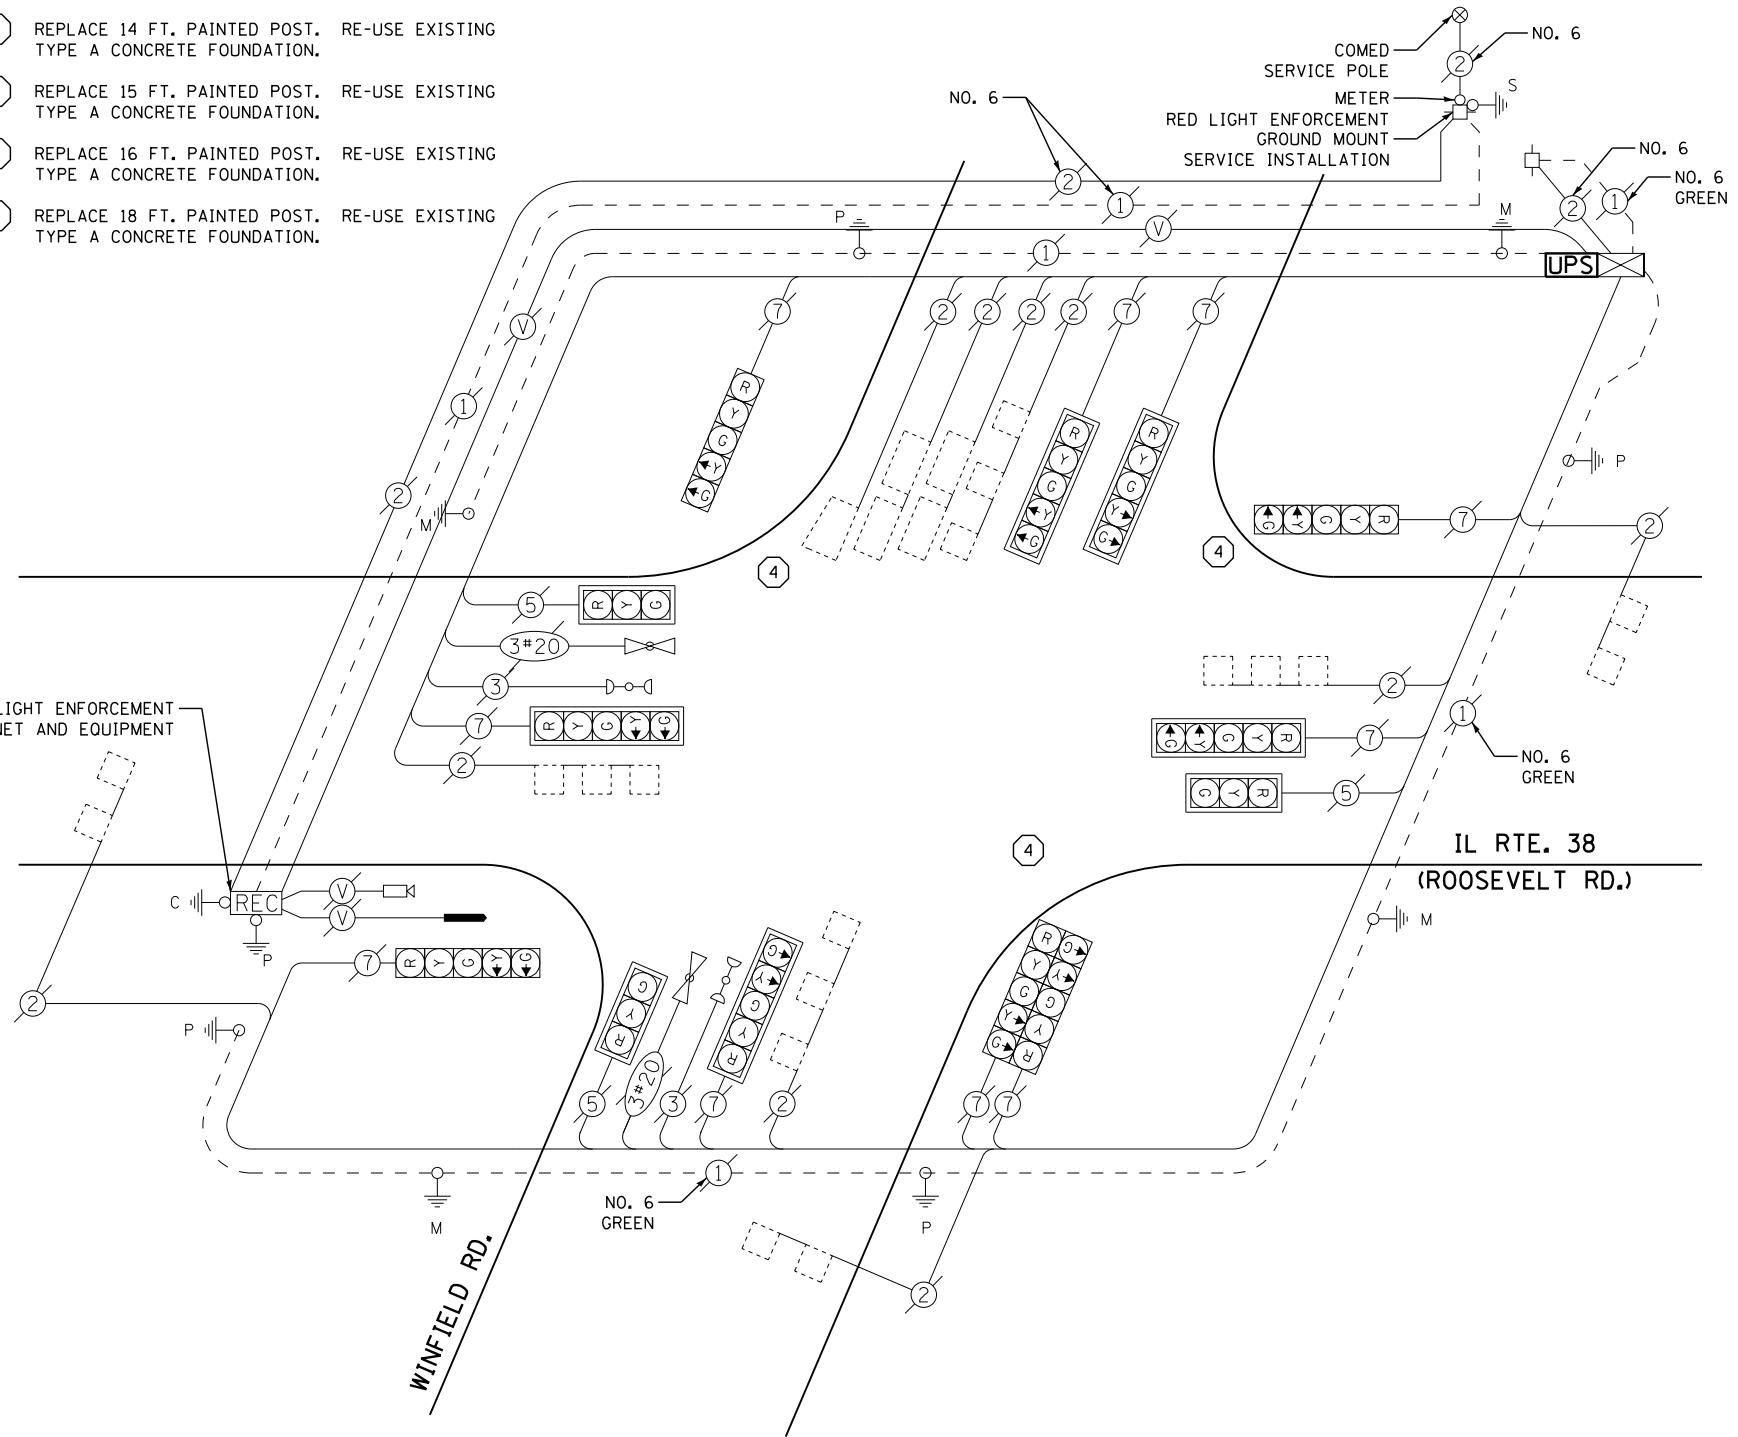 REPLACE 14 FT. PAINTED POST. RE-USE EXISTING
TYPE A CONCRETE FOUNDATION.
REPLACE 15 FT. PAINTED POST. RE-USE EXISTING
TYPE A CONCRETE FOUNDATION.
REPLACE 16 FT. PAINTED POST. RE-USE EXISTING
TYPE A CONCRETE FOUNDATION.
REPLACE 18 FT. PAINTED POST. RE-USE EXISTING
TYPE A CONCRETE FOUNDATION.
COMED
SERVICE POLE
NO. 6
2
METER
S
RED LIGHT ENFORCEMENT
GROUND MOUNT
SERVICE INSTALLATION
NO. 6
2
1
NO. 6
NO. 6
GREEN
2
1
P
V
M
1
UPS
7
2
2
2
2
7
7
V
1
2
M
R
Y
G
Y
G
R
Y
G
Y
G
R
Y
G
Y
G
P
G
Y
G
Y
R
7
2
4
4
5
R
Y
G
3#20
3
7
R
Y
G
Y
G
2
2
G
Y
G
Y
R
7
1
NO. 6
GREEN
G
Y
R
5
LIGHT ENFORCEMENT
NET AND EQUIPMENT
4
IL RTE. 38
(ROOSEVELT RD.)
C
REC
V
V
P
M
7
R
Y
G
Y
G
2
P
G
Y
R
3#20
G
Y
G
Y
R
R
Y
G
Y
G
G
Y
G
Y
R
5
3
7
2
7
7
1
NO. 6
GREEN
M
P
2
WINFIELD RD.